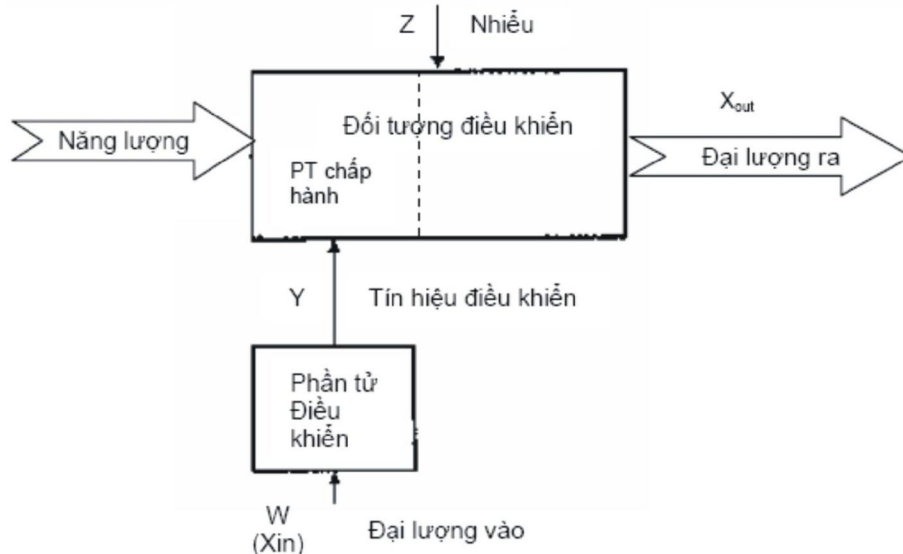 Z Nhiễu
X_out
Đối tượng điều khiển
Năng lượng
Đại lượng ra
PT chấp
hành
Y Tín hiệu điều khiển
Phần tử
Điều
khiển
W
(Xin)
Đại lượng vào